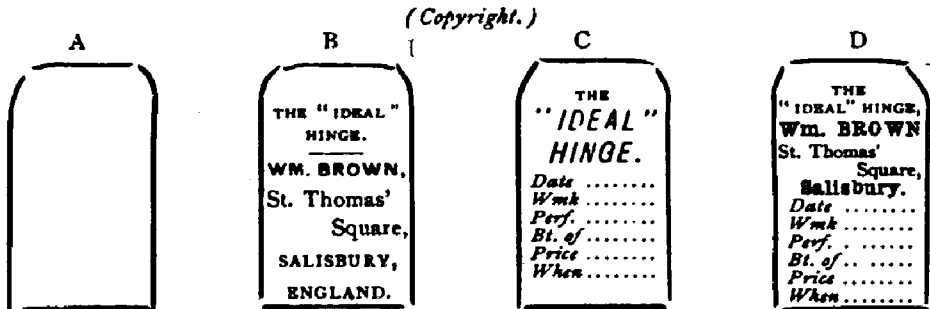 (Copyright.)
A
B
C
D
THE "IDEAL"
HINGE.
WM. BROWN,
St. Thomas'
Square,
SALISBURY,
ENGLAND.
THE
"IDEAL"
HINGE.
Date ........
Wmk ........
Perf. ........
Bt. of ........
Price ........
When ........
THE
"IDEAL" HINGE,
Wm. BROWN
St. Thomas'
Square,
Salisbury.
Date ........
Wmk ........
Perf. ........
Bt. of ........
Price ........
When ........